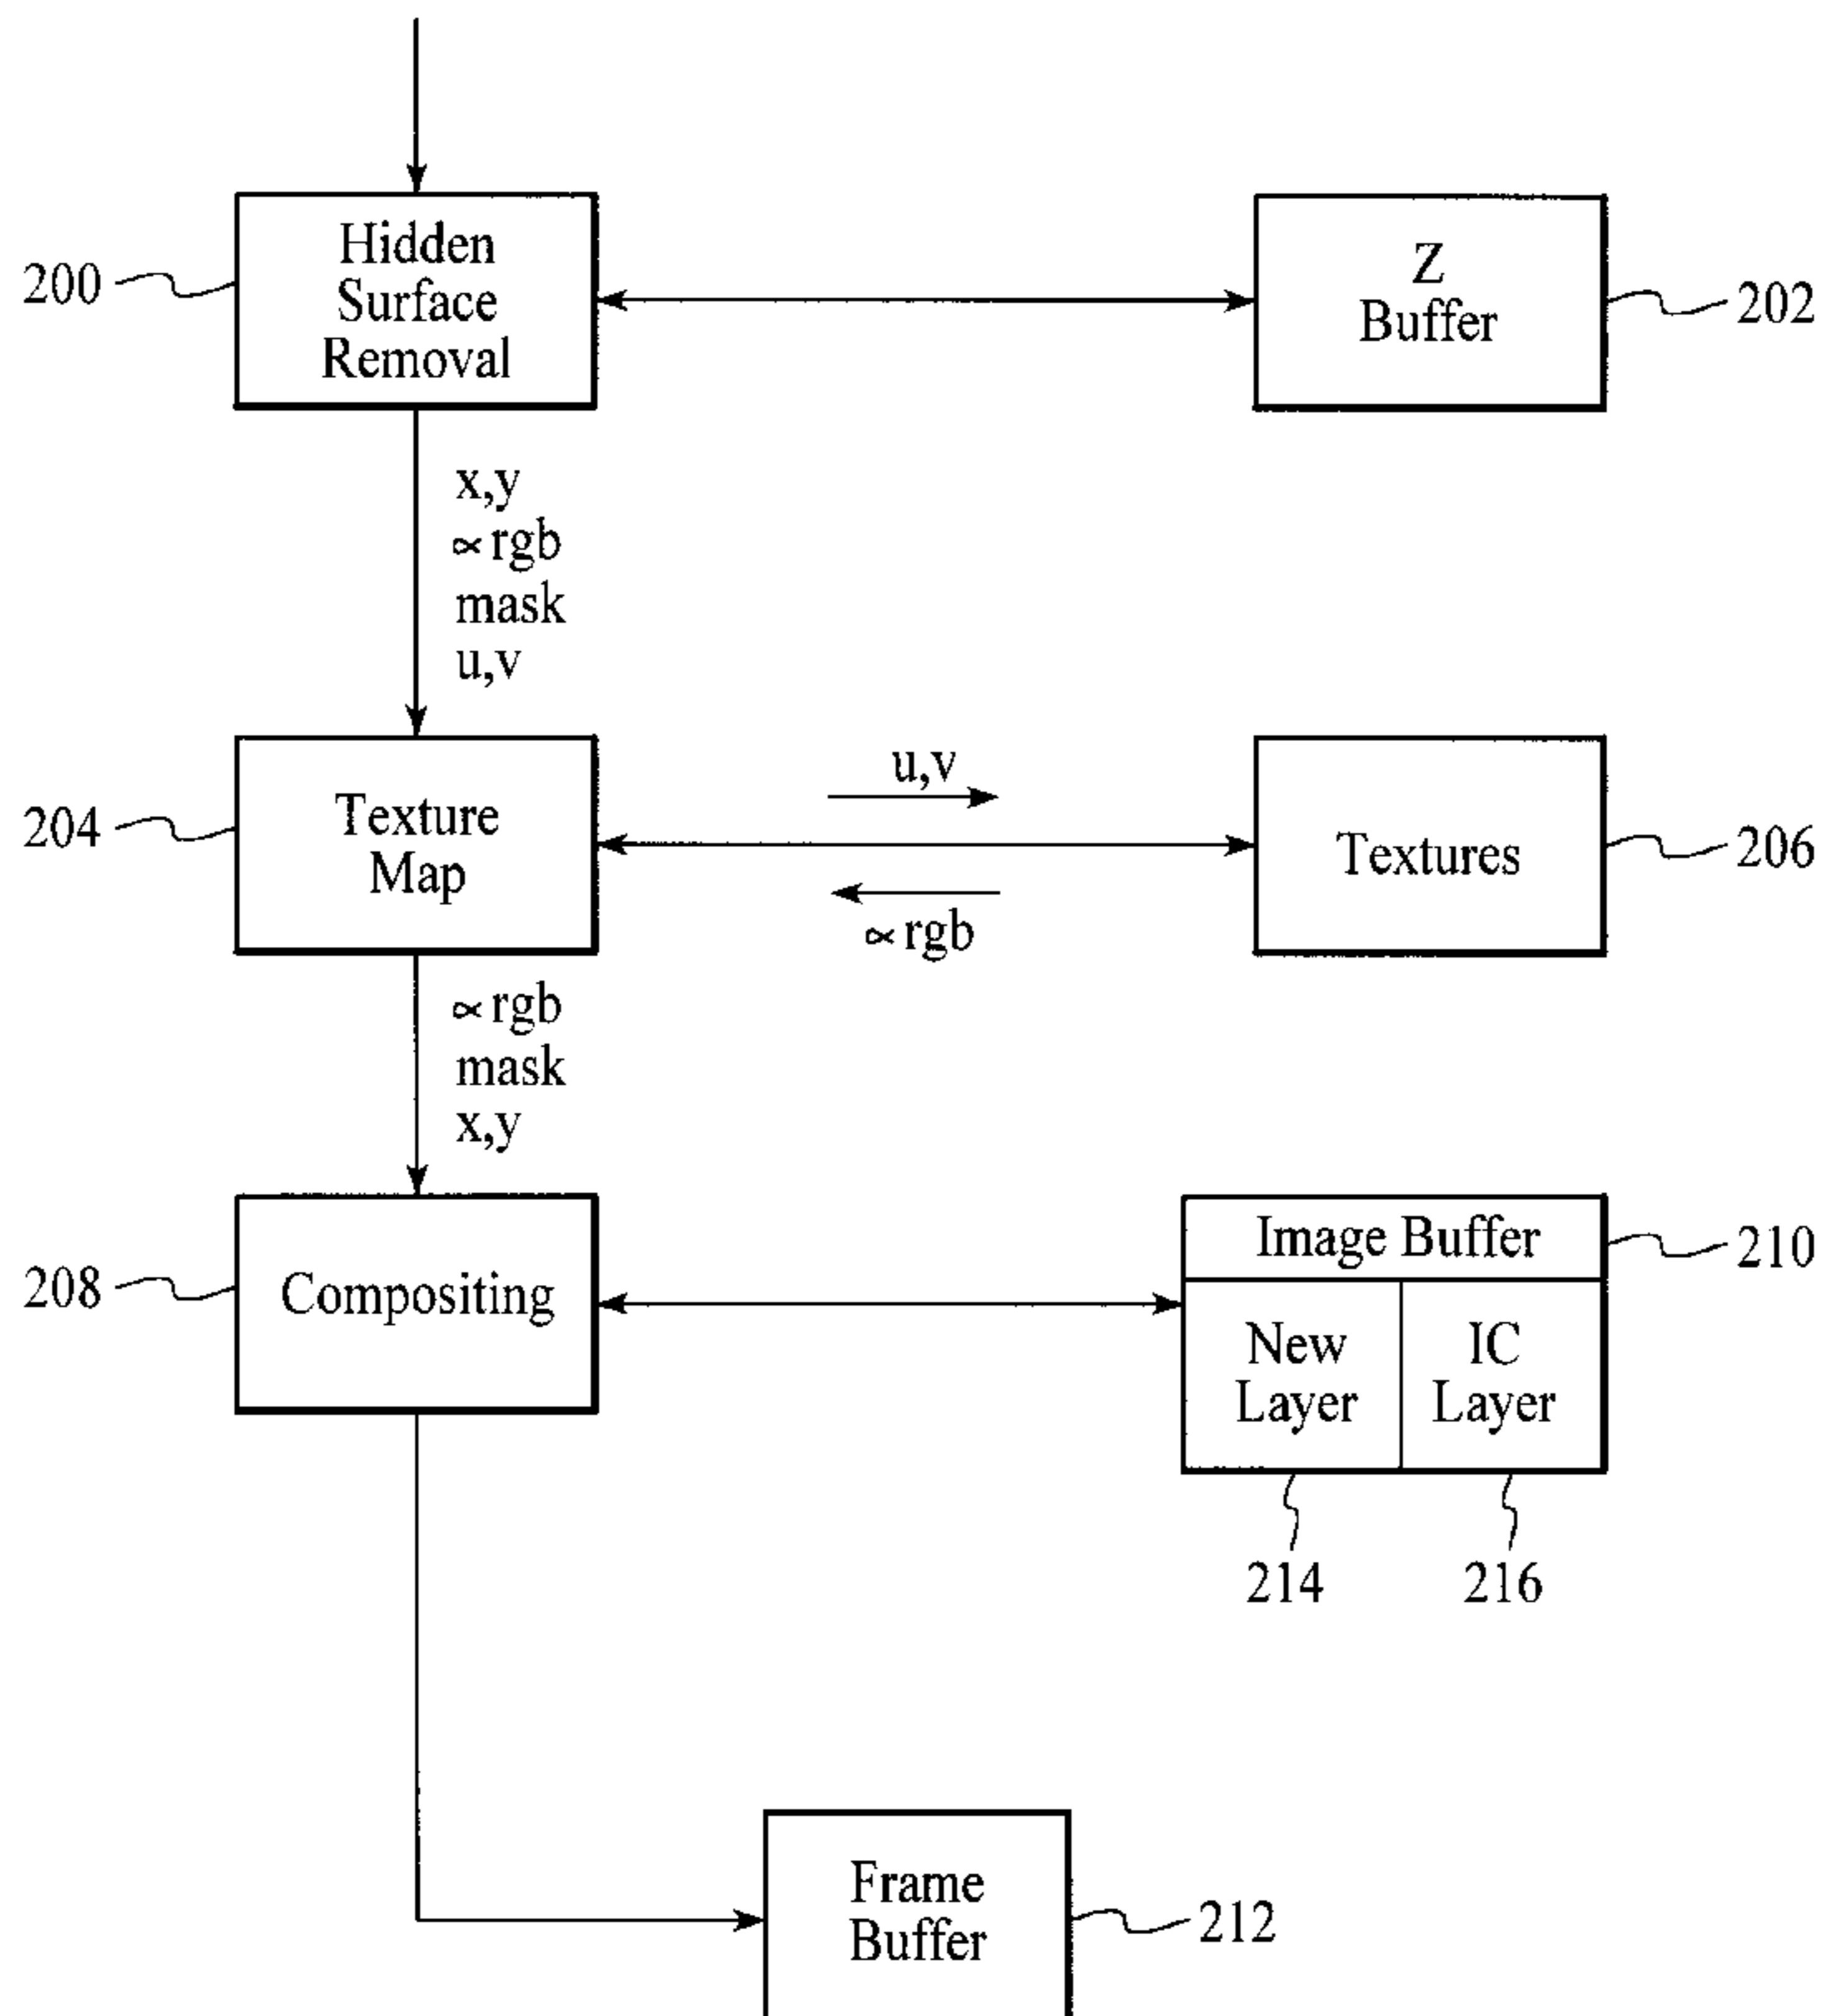 200
Hidden
Surface
Removal
Z
Buffer
202
x,y
∝rgb
mask
u,v
204
Texture
Map
u,v
∝rgb
Textures
206
∝rgb
mask
x,y
208
Compositing
Image Buffer
210
New
Layer
IC
Layer
214
216
Frame
Buffer
212